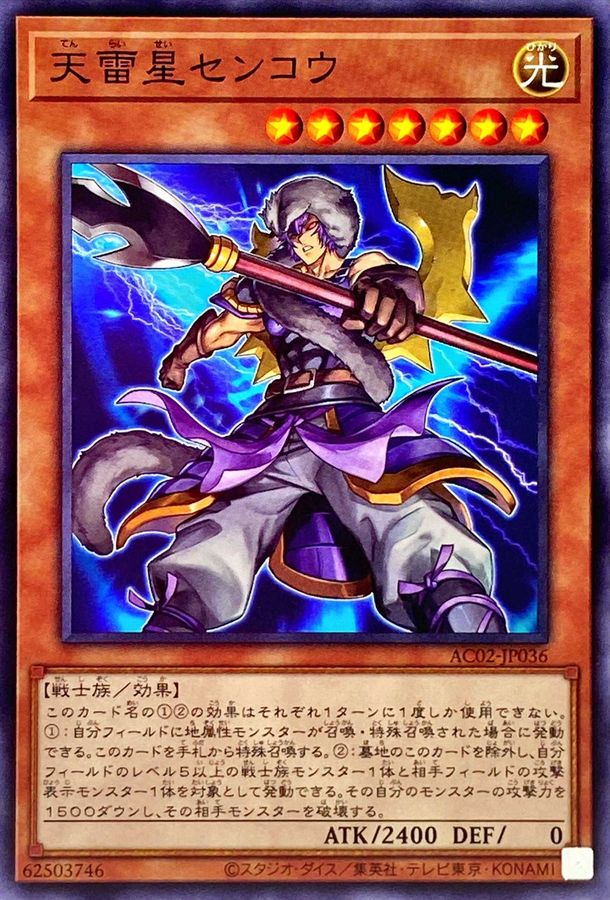 てん らい せい
天雷星センコウ
ひかり
光
AC02-JP036
【戦士族/効果】
このカード名の①②の効果はそれぞれ1ターンに1度しか使用できない。
①:自分フィールドに地属性モンスターが召喚・特殊召喚された場合に発動
できる。このカードを手札から特殊召喚する。②:墓地のこのカードを除外し、自分
フィールドのレベル5以上の戦士族モンスター1体と相手フィールドの攻撃
表示モンスター1体を対象として発動できる。その自分のモンスターの攻撃力を
1500ダウンし、その相手モンスターを破壊する。
ATK/2400 DEF/ 0
62503746 ©スタジオ・ダイス/集英社・テレビ東京・KONAMI